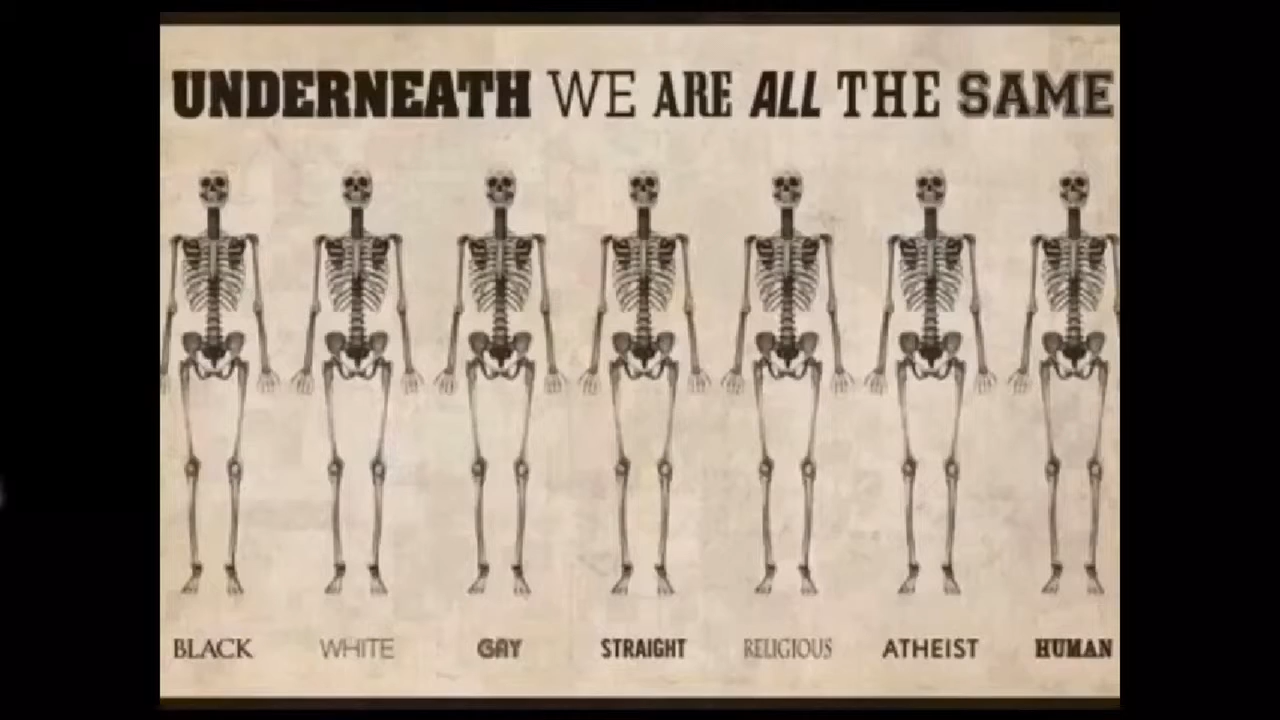 UNDERNEATH WE ARE ALL THE SAME
BLACK WHITE GAY STRAIGHT RELIGIOUS ATHEIST HUMAN